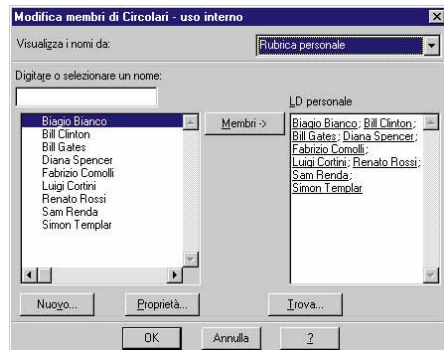 Modifica membri di Circolari - uso interno
Visualizza i nomi da:
Rubrica personale
Digitare o selezionare un nome:
LD personale
Membri ->
Biagio Bianco
Bill Clinton
Bill Gates
Diana Spencer
Fabrizio Comolli
Luigi Cortini
Renato Rossi
Sam Renda
Simon Templar
Biagio Bianco; Bill Clinton;
Bill Gates; Diana Spencer;
Fabrizio Comolli;
Luigi Cortini; Renato Rossi;
Sam Renda;
Simon Templar
Nuovo...
Proprietà...
Trova...
OK
Annulla
?